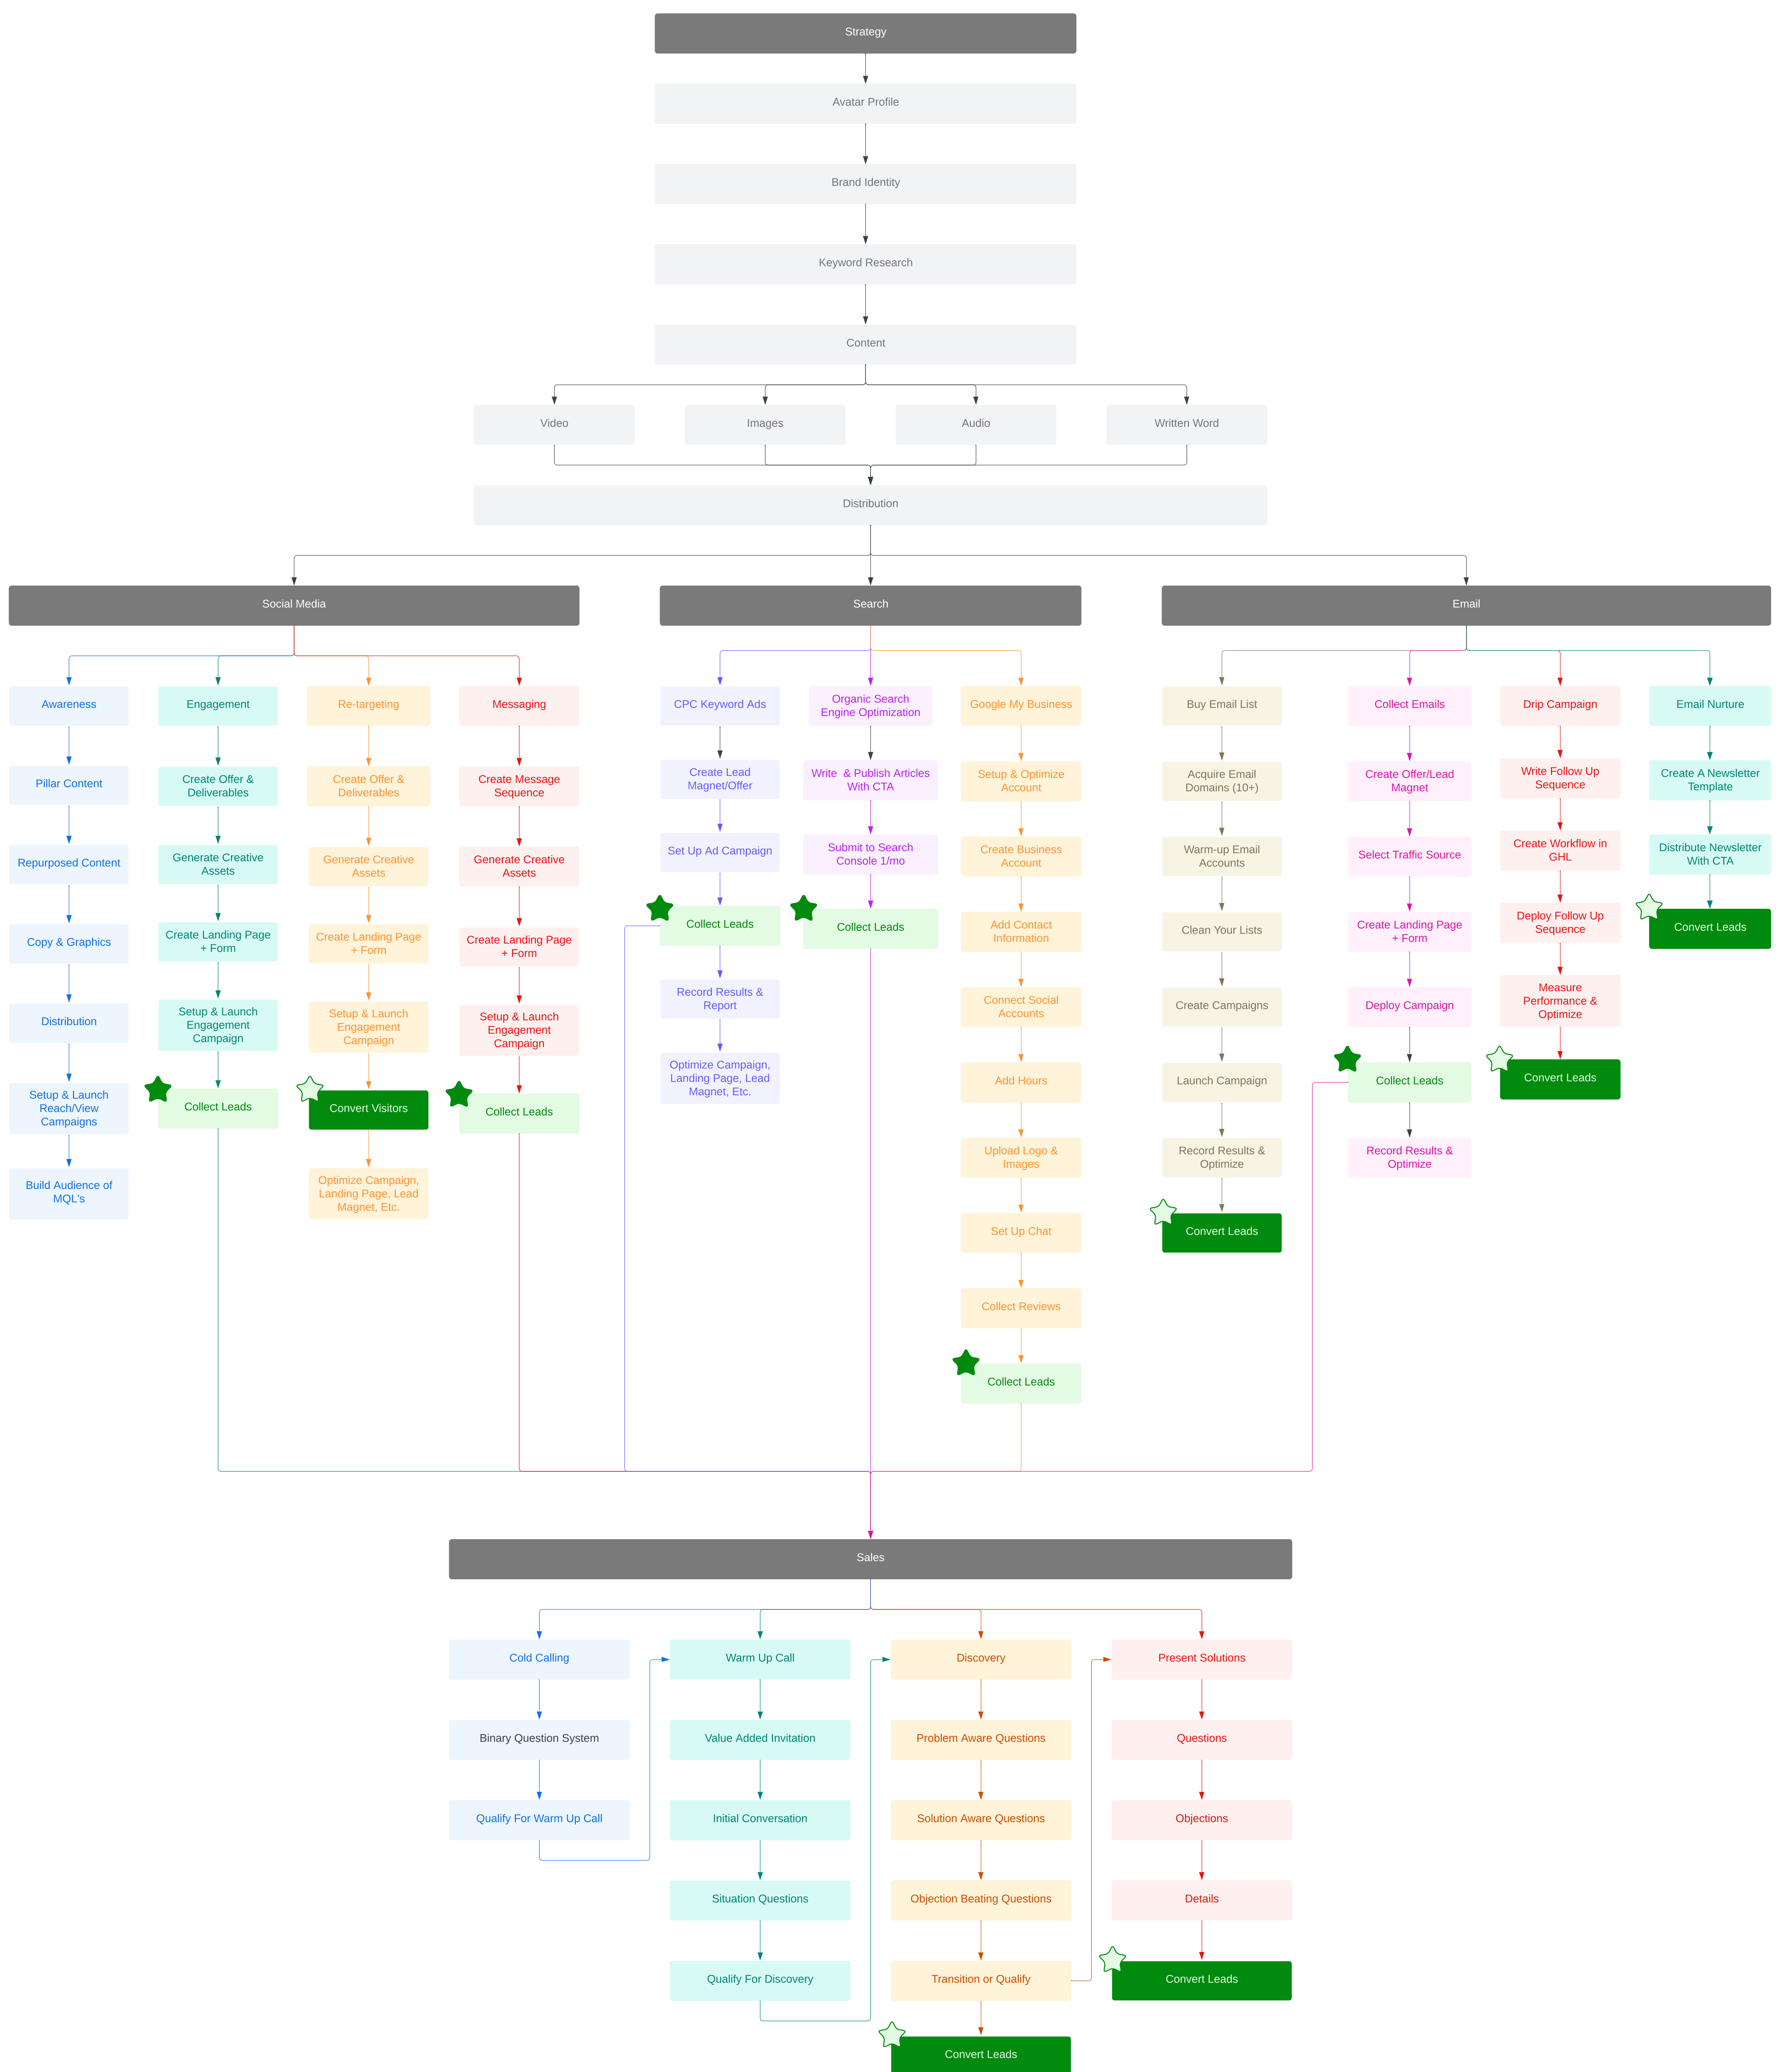 Strategy
Avatar Profile
Brand Identity
Keyword Research
Content
Video
Images
Audio
Written Word
Distribution
Social Media
Search
Email
Awareness
Pillar Content
Repurposed Content
Copy & Graphics
Distribution
Setup & Launch
Reach/View
Campaigns
Build Audience of
MQL's
Engagement
Create Offer &
Deliverables
Generate Creative
Assets
Create Landing Page
+ Form
Setup & Launch
Engagement
Campaign
Collect Leads
Re-targeting
Create Offer &
Deliverables
Generate Creative
Assets
Create Landing Page
+ Form
Setup & Launch
Engagement
Campaign
Convert Visitors
Optimize Campaign,
Landing Page, Lead
Magnet, Etc.
Messaging
Create Message
Sequence
Generate Creative
Assets
Create Landing Page
+ Form
Setup & Launch
Engagement
Campaign
Collect Leads
CPC Keyword Ads
Create Lead
Magnet/Offer
Set Up Ad Campaign
Collect Leads
Record Results &
Report
Optimize Campaign,
Landing Page, Lead
Magnet, Etc.
Organic Search
Engine Optimization
Write & Publish Articles
With CTA
Submit to Search
Console 1/mo
Collect Leads
Google My Business
Setup & Optimize
Account
Create Business
Account
Add Contact
Information
Connect Social
Accounts
Add Hours
Upload Logo &
Images
Set Up Chat
Collect Reviews
Collect Leads
Buy Email List
Acquire Email
Domains (10+)
Warm-up Email
Accounts
Clean Your Lists
Create Campaigns
Launch Campaign
Record Results &
Optimize
Convert Leads
Collect Emails
Create Offer/Lead
Magnet
Select Traffic Source
Create Landing Page
+ Form
Deploy Campaign
Collect Leads
Record Results &
Optimize
Drip Campaign
Write Follow Up
Sequence
Create Workflow in
GHL
Deploy Follow Up
Sequence
Measure
Performance &
Optimize
Convert Leads
Email Nurture
Create A Newsletter
Template
Distribute Newsletter
With CTA
Convert Leads
Sales
Cold Calling
Binary Question System
Qualify For Warm Up Call
Warm Up Call
Value Added Invitation
Initial Conversation
Situation Questions
Qualify For Discovery
Discovery
Problem Aware Questions
Solution Aware Questions
Objection Beating Questions
Transition or Qualify
Convert Leads
Present Solutions
Questions
Objections
Details
Convert Leads